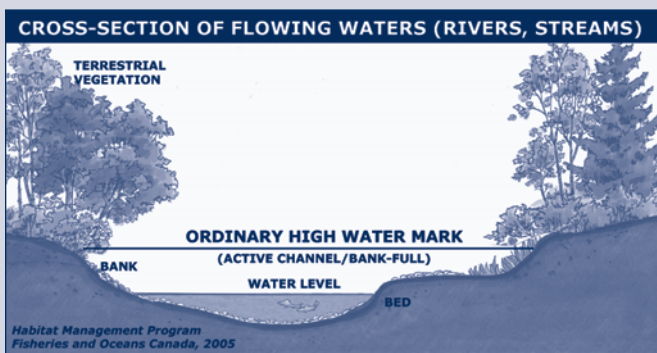 CROSS-SECTION OF FLOWING WATERS (RIVERS, STREAMS)
TERRESTRIAL
VEGETATION
ORDINARY HIGH WATER MARK
(ACTIVE CHANNEL/BANK-FULL)
BANK
WATER LEVEL
BED
Habitat Management Program
Fisheries and Oceans Canada, 2005